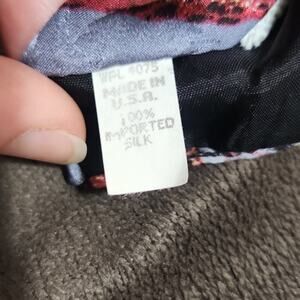 WPL 4075
MADE IN
U.S.A.
100%
IMPORTED
SILK